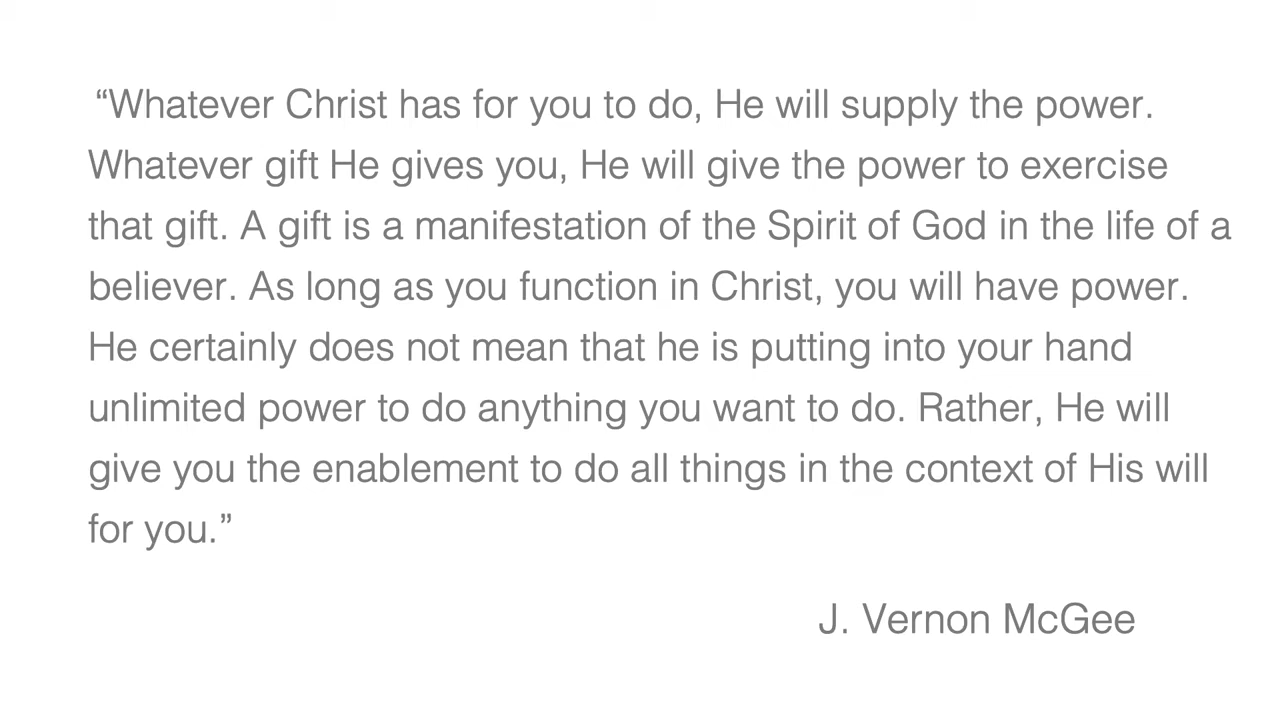 “Whatever Christ has for you to do, He will supply the power.
Whatever gift He gives you, He will give the power to exercise
that gift. A gift is a manifestation of the Spirit of God in the life of a
believer. As long as you function in Christ, you will have power.
He certainly does not mean that he is putting into your hand
unlimited power to do anything you want to do. Rather, He will
give you the enablement to do all things in the context of His will
for you.”
J. Vernon McGee